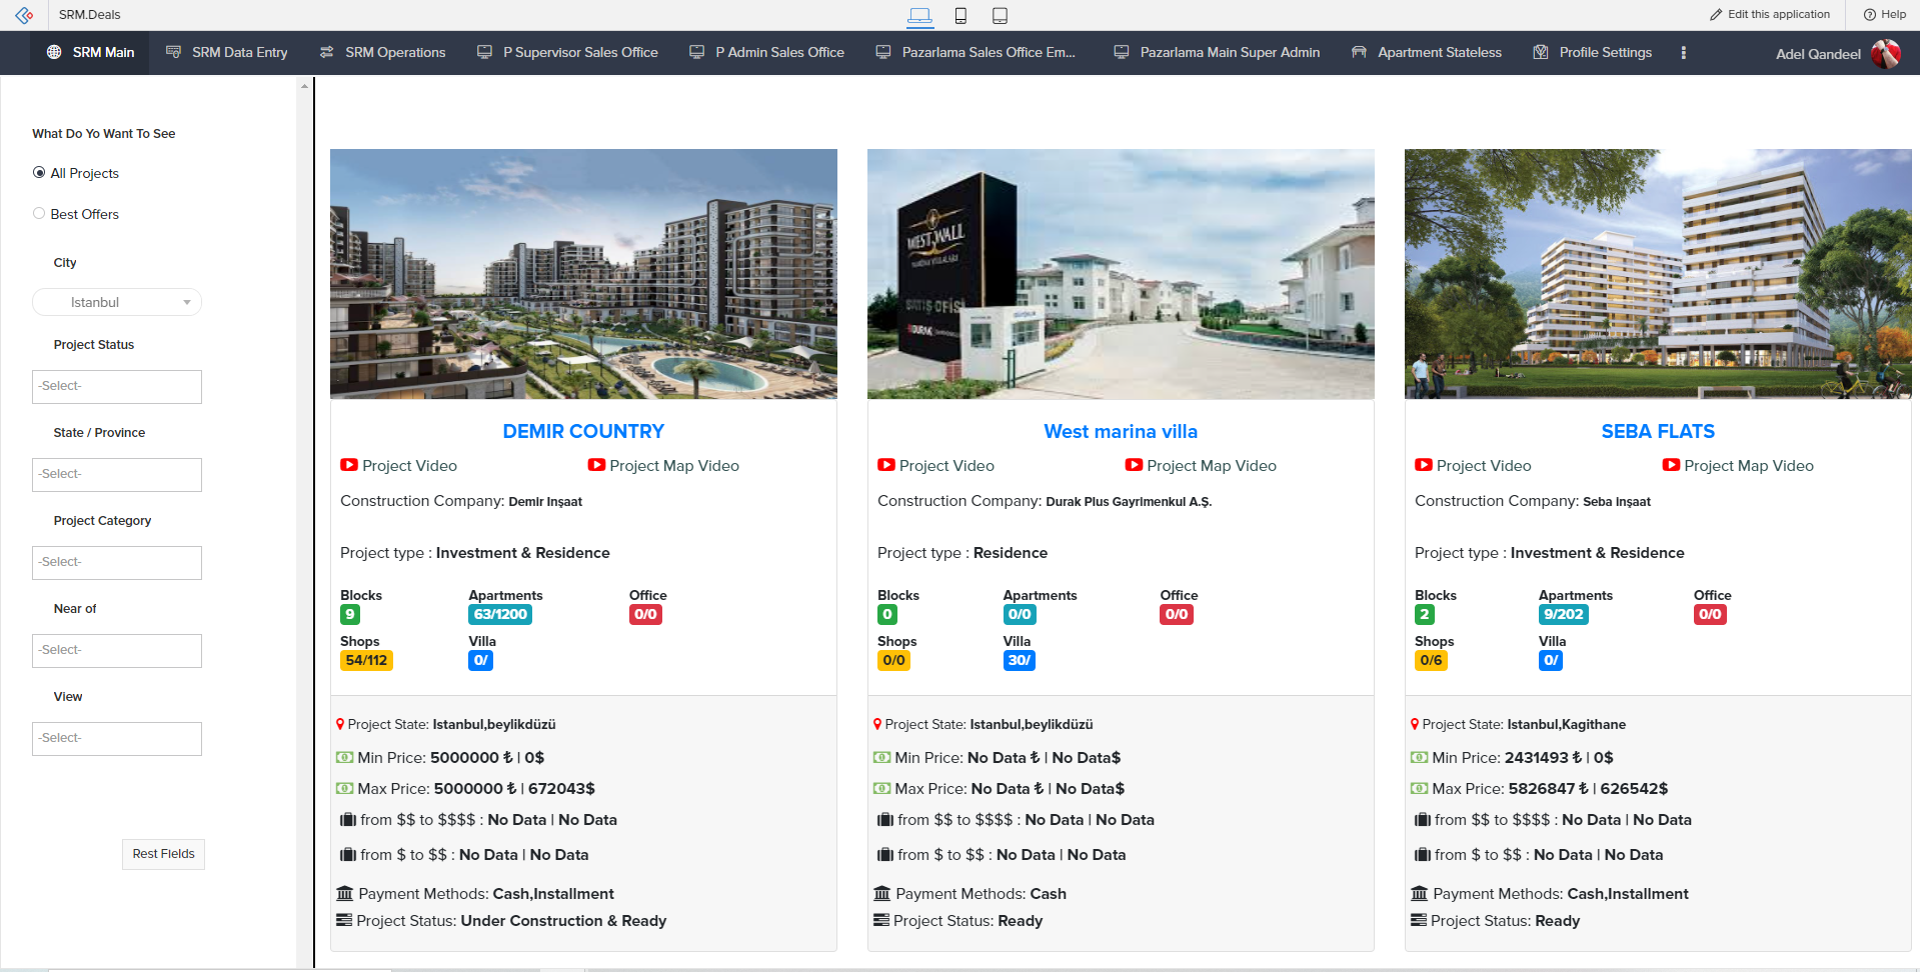 SRM.Deals
Edit this application
Help
SRM Main
SRM Data Entry
SRM Operations
P Supervisor Sales Office
P Admin Sales Office
Pazarlama Sales Office Em...
Pazarlama Main Super Admin
Apartment Stateless
Profile Settings
Adel Qandeel
What Do Yo Want To See
All Projects
Best Offers
City
Istanbul
Project Status
-Select-
State / Province
-Select-
Project Category
-Select-
Near of
-Select-
View
-Select-
Rest Fields
DEMIR COUNTRY
Project Video Project Map Video
Construction Company: Demir Inşaat
Project type : Investment & Residence
Blocks Apartments Office
9 63/1200 0/0
Shops Villa
54/112 0/
Project State: Istanbul,beylikdüzü
Min Price: 5000000 ₺ | 0$
Max Price: 5000000 ₺ | 672043$
from $$ to $$$$ : No Data | No Data
from $ to $$ : No Data | No Data
Payment Methods: Cash,Installment
Project Status: Under Construction & Ready
WEST WALL
SATIŞ OFİSİ
DURAK
West marina villa
Project Video Project Map Video
Construction Company: Durak Plus Gayrimenkul A.Ş.
Project type : Residence
Blocks Apartments Office
0 0/0 0/0
Shops Villa
0/0 30/
Project State: Istanbul,beylikdüzü
Min Price: No Data ₺ | No Data$
Max Price: No Data ₺ | No Data$
from $$ to $$$$ : No Data | No Data
from $ to $$ : No Data | No Data
Payment Methods: Cash
Project Status: Ready
SEBA FLATS
Project Video Project Map Video
Construction Company: Seba inşaat
Project type : Investment & Residence
Blocks Apartments Office
2 9/202 0/0
Shops Villa
0/6 0/
Project State: Istanbul,Kagithane
Min Price: 2431493 ₺ | 0$
Max Price: 5826847 ₺ | 626542$
from $$ to $$$$ : No Data | No Data
from $ to $$ : No Data | No Data
Payment Methods: Cash,Installment
Project Status: Ready